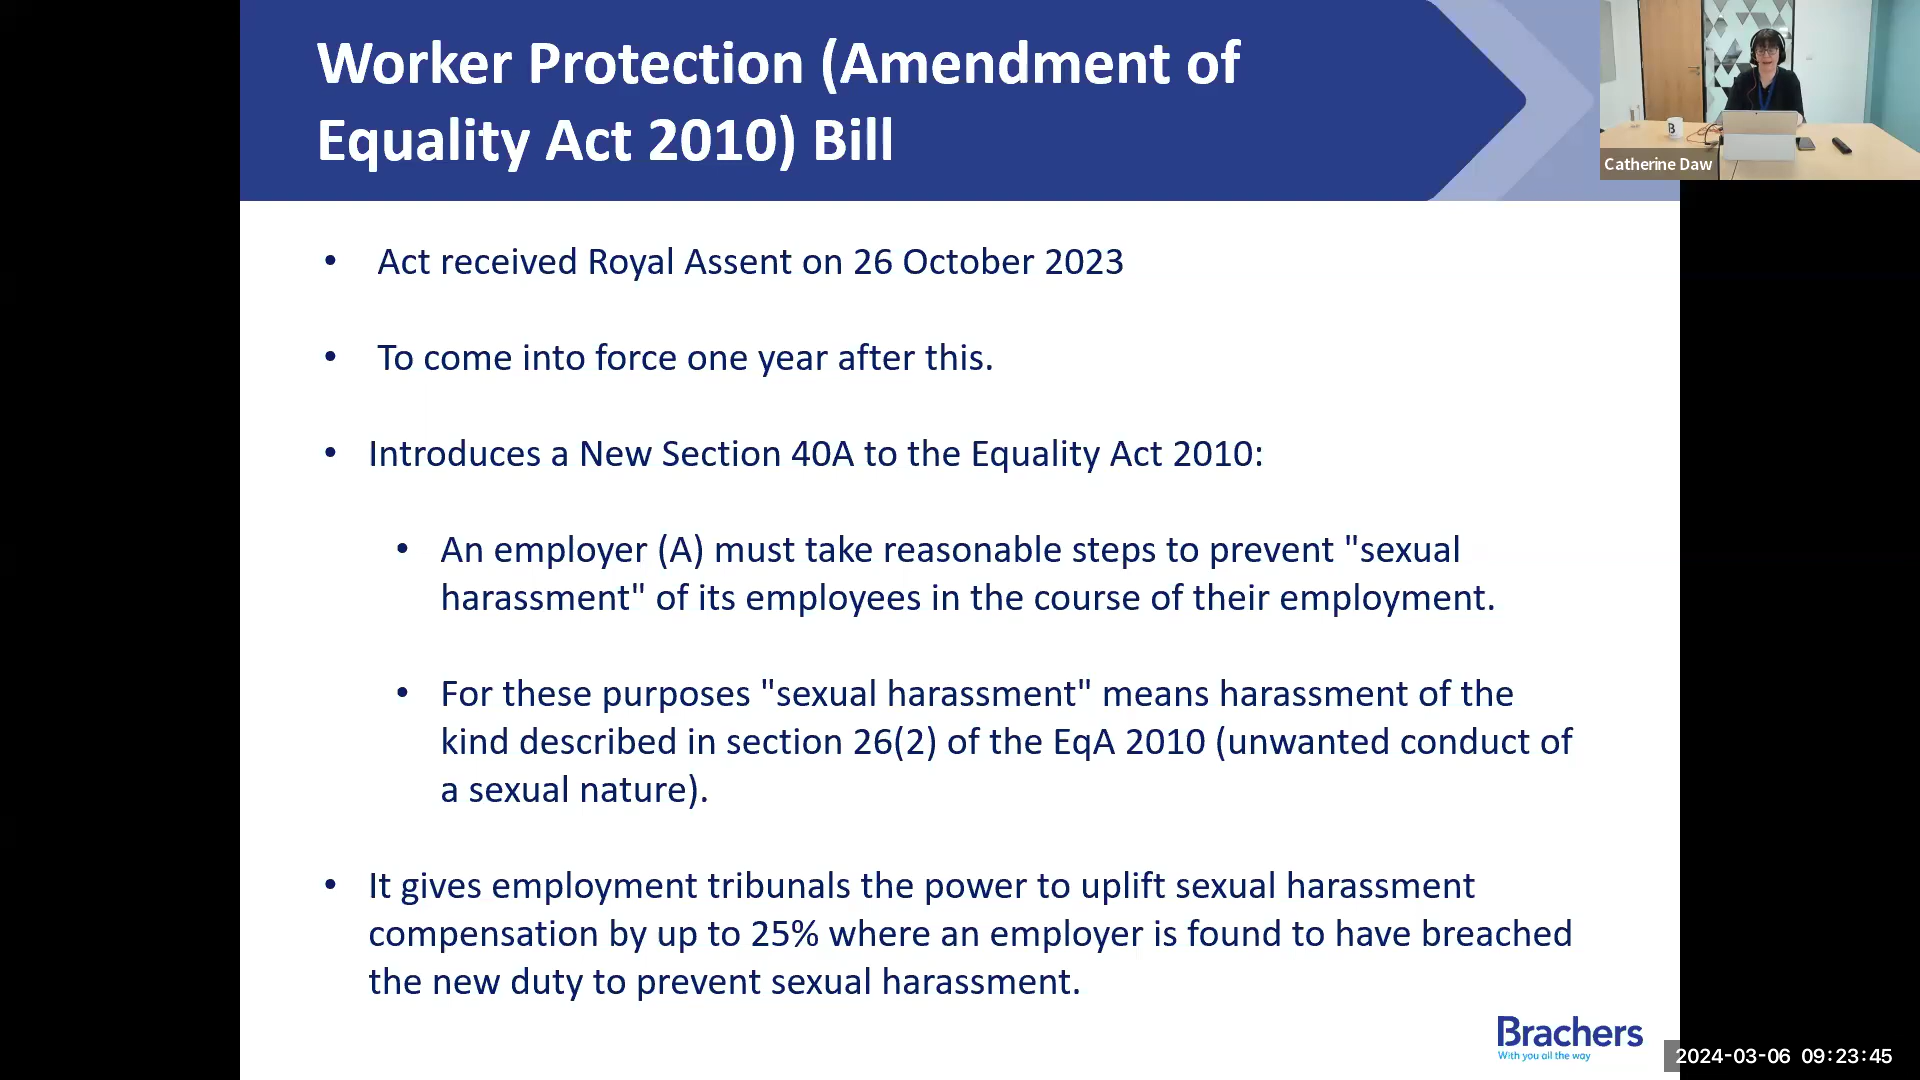 Worker Protection (Amendment of
Equality Act 2010) Bill
Catherine Daw
B
• Act received Royal Assent on 26 October 2023
• To come into force one year after this.
• Introduces a New Section 40A to the Equality Act 2010:
• An employer (A) must take reasonable steps to prevent "sexual
harassment" of its employees in the course of their employment.
• For these purposes "sexual harassment" means harassment of the
kind described in section 26(2) of the EqA 2010 (unwanted conduct of
a sexual nature).
• It gives employment tribunals the power to uplift sexual harassment
compensation by up to 25% where an employer is found to have breached
the new duty to prevent sexual harassment.
Brachers
With you all the way
2024-03-06 09:23:45